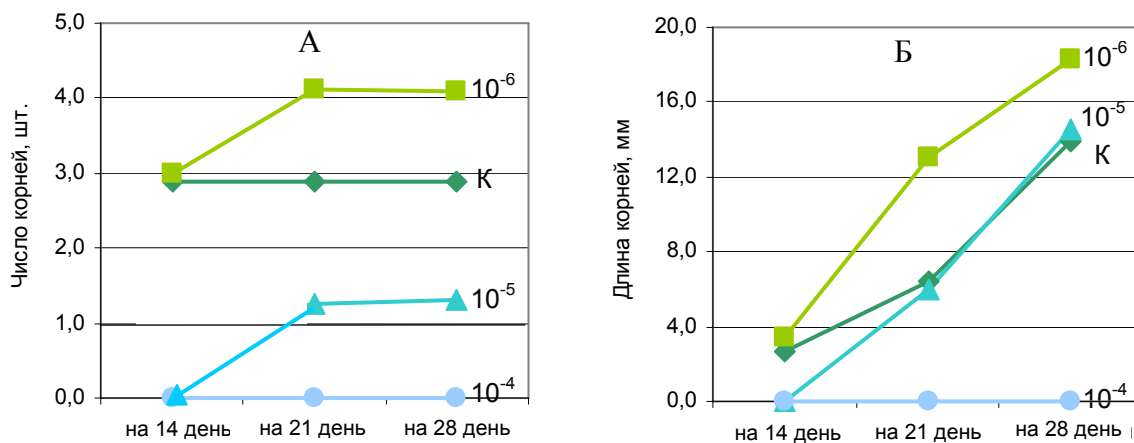 А
Число корней, шт.
5,0
4,0
3,0
2,0
1,0
0,0
10⁻⁶
К
10⁻⁵
10⁻⁴
на 14 день на 21 день на 28 день
Б
Длина корней, мм
20,0
16,0
12,0
8,0
4,0
0,0
10⁻⁶
10⁻⁵
К
10⁻⁴
на 14 день на 21 день на 28 день